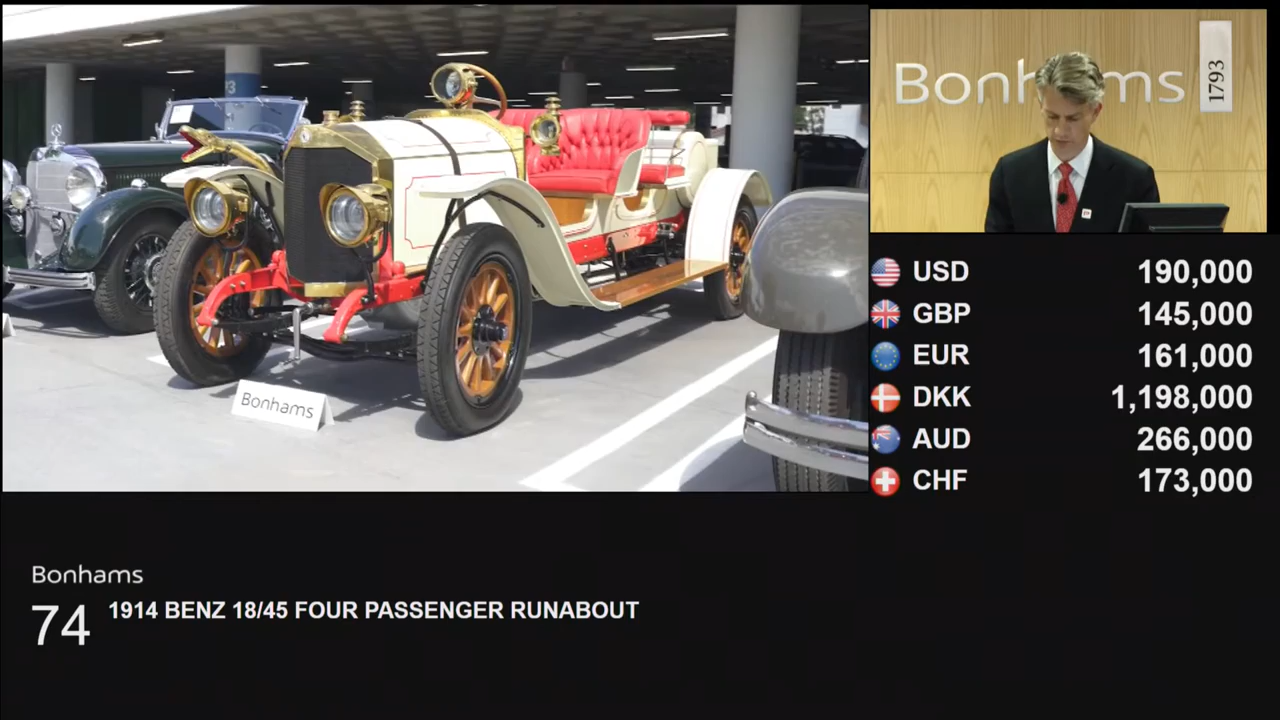 Bonhams
1793
Bonhams
USD 190,000
GBP 145,000
EUR 161,000
DKK 1,198,000
AUD 266,000
CHF 173,000
Bonhams
74 1914 BENZ 18/45 FOUR PASSENGER RUNABOUT